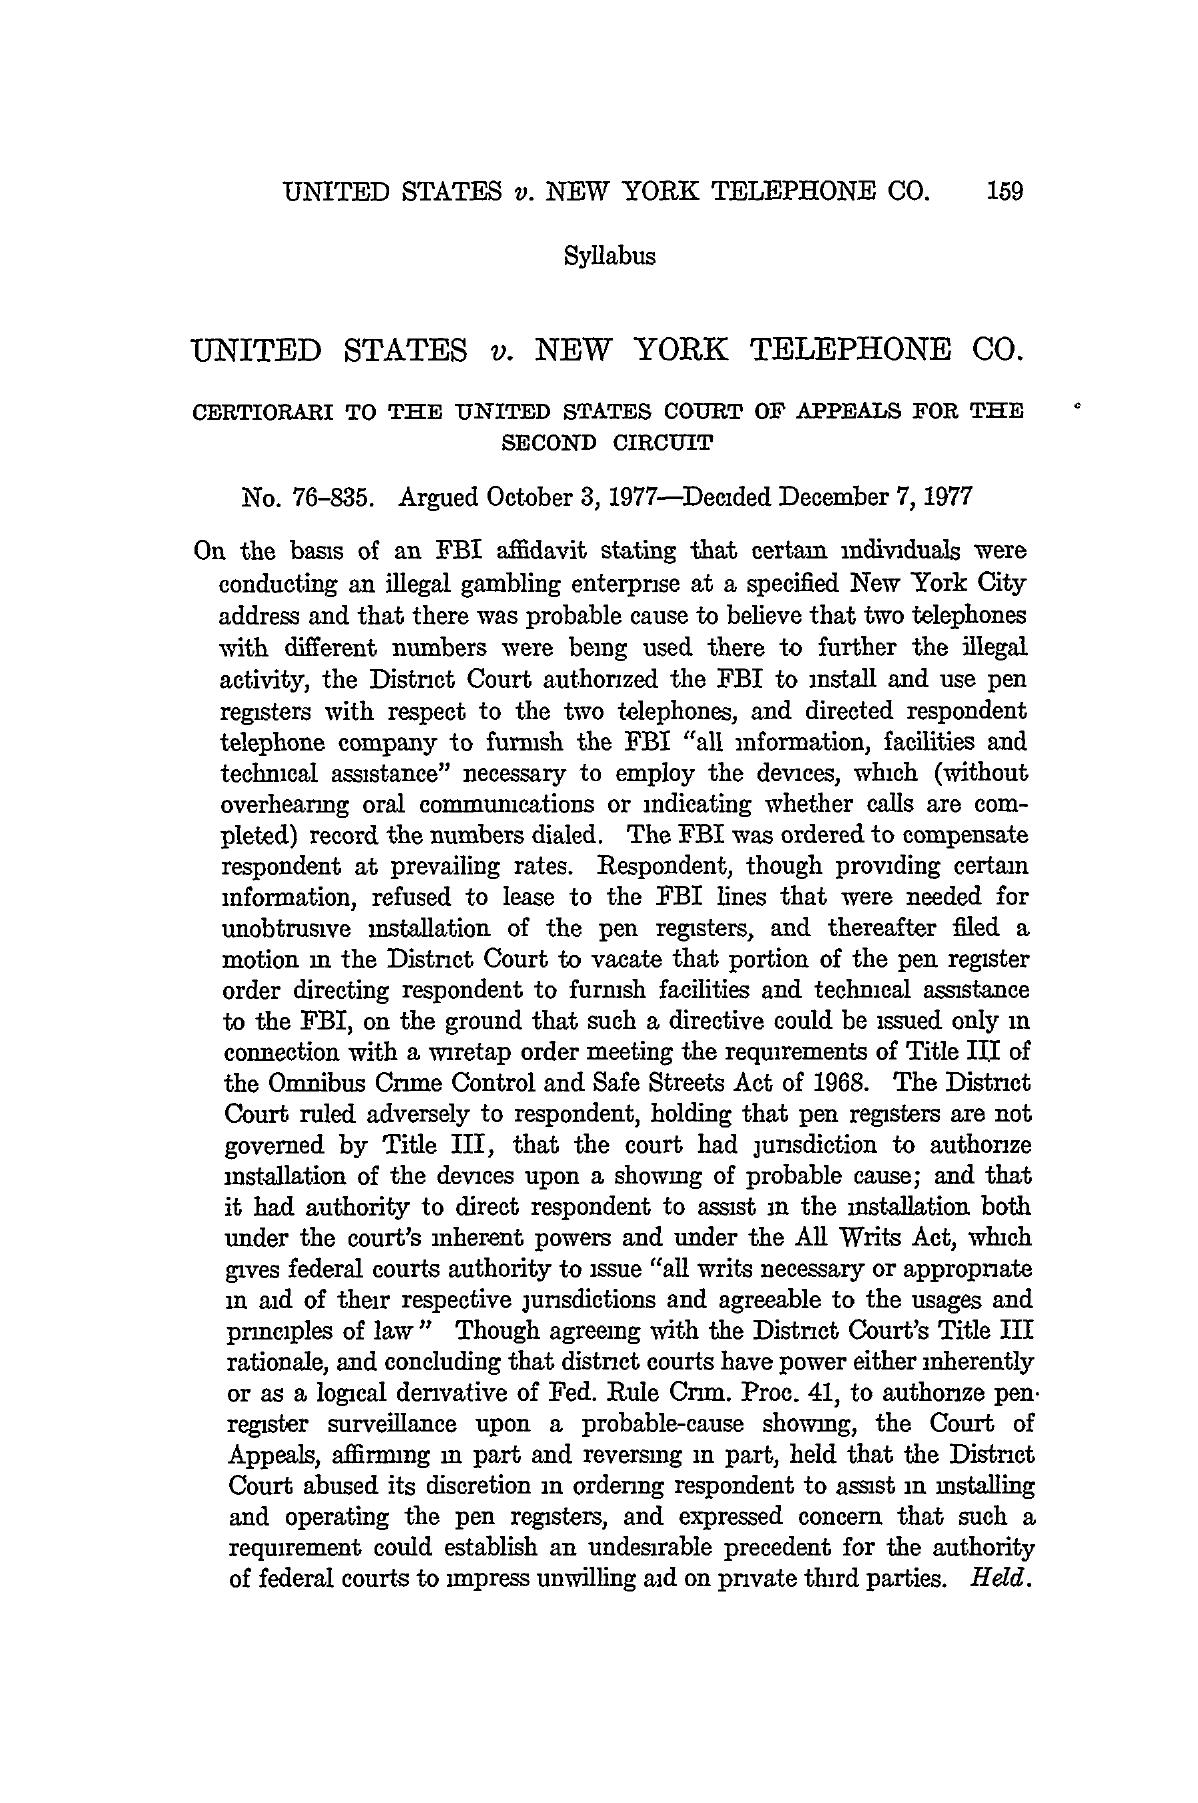 UNITED STATES v. NEW YORK TELEPHONE CO. 159
Syllabus
UNITED STATES v. NEW YORK TELEPHONE CO.
CERTIORARI TO THE UNITED STATES COURT OF APPEALS FOR THE
SECOND CIRCUIT
No. 76–835. Argued October 3, 1977—Decided December 7, 1977
On the basis of an FBI affidavit stating that certain individuals were
conducting an illegal gambling enterprise at a specified New York City
address and that there was probable cause to believe that two telephones
with different numbers were being used there to further the illegal
activity, the District Court authorized the FBI to install and use pen
registers with respect to the two telephones, and directed respondent
telephone company to furnish the FBI "all information, facilities and
technical assistance" necessary to employ the devices, which (without
overhearing oral communications or indicating whether calls are com-
pleted) record the numbers dialed. The FBI was ordered to compensate
respondent at prevailing rates. Respondent, though providing certain
information, refused to lease to the FBI lines that were needed for
unobtrusive installation of the pen registers, and thereafter filed a
motion in the District Court to vacate that portion of the pen register
order directing respondent to furnish facilities and technical assistance
to the FBI, on the ground that such a directive could be issued only in
connection with a wiretap order meeting the requirements of Title III of
the Omnibus Crime Control and Safe Streets Act of 1968. The District
Court ruled adversely to respondent, holding that pen registers are not
governed by Title III, that the court had jurisdiction to authorize
installation of the devices upon a showing of probable cause; and that
it had authority to direct respondent to assist in the installation both
under the court's inherent powers and under the All Writs Act, which
gives federal courts authority to issue "all writs necessary or appropriate
in aid of their respective jurisdictions and agreeable to the usages and
principles of law" Though agreeing with the District Court's Title III
rationale, and concluding that district courts have power either inherently
or as a logical derivative of Fed. Rule Crim. Proc. 41, to authorize pen-
register surveillance upon a probable-cause showing, the Court of
Appeals, affirming in part and reversing in part, held that the District
Court abused its discretion in ordering respondent to assist in installing
and operating the pen registers, and expressed concern that such a
requirement could establish an undesirable precedent for the authority
of federal courts to impress unwilling aid on private third parties. Held.